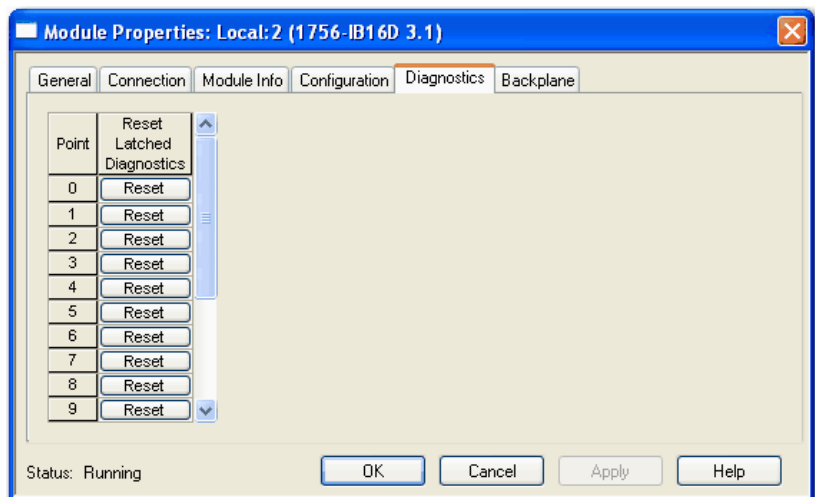 Module Properties: Local:2 (1756-IB16D 3.1)
General Connection Module Info Configuration Diagnostics Backplane
Point Reset Latched Diagnostics
0 Reset
1 Reset
2 Reset
3 Reset
4 Reset
5 Reset
6 Reset
7 Reset
8 Reset
9 Reset
Status: Running OK Cancel Apply Help